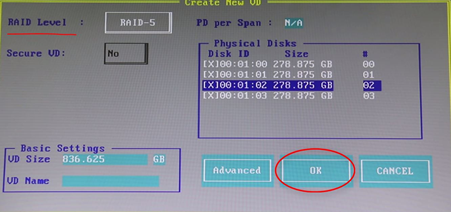 Create New VD
RAID Level : RAID-5 PD per Span : N/A
Secure VD: No
Physical Disks
Disk ID Size #
[X]00:01:00 278.875 GB 00
[X]00:01:01 278.875 GB 01
[X]00:01:02 278.875 GB 02
[X]00:01:03 278.875 GB 03
Basic Settings
VD Size 836.625 GB
VD Name
Advanced OK CANCEL